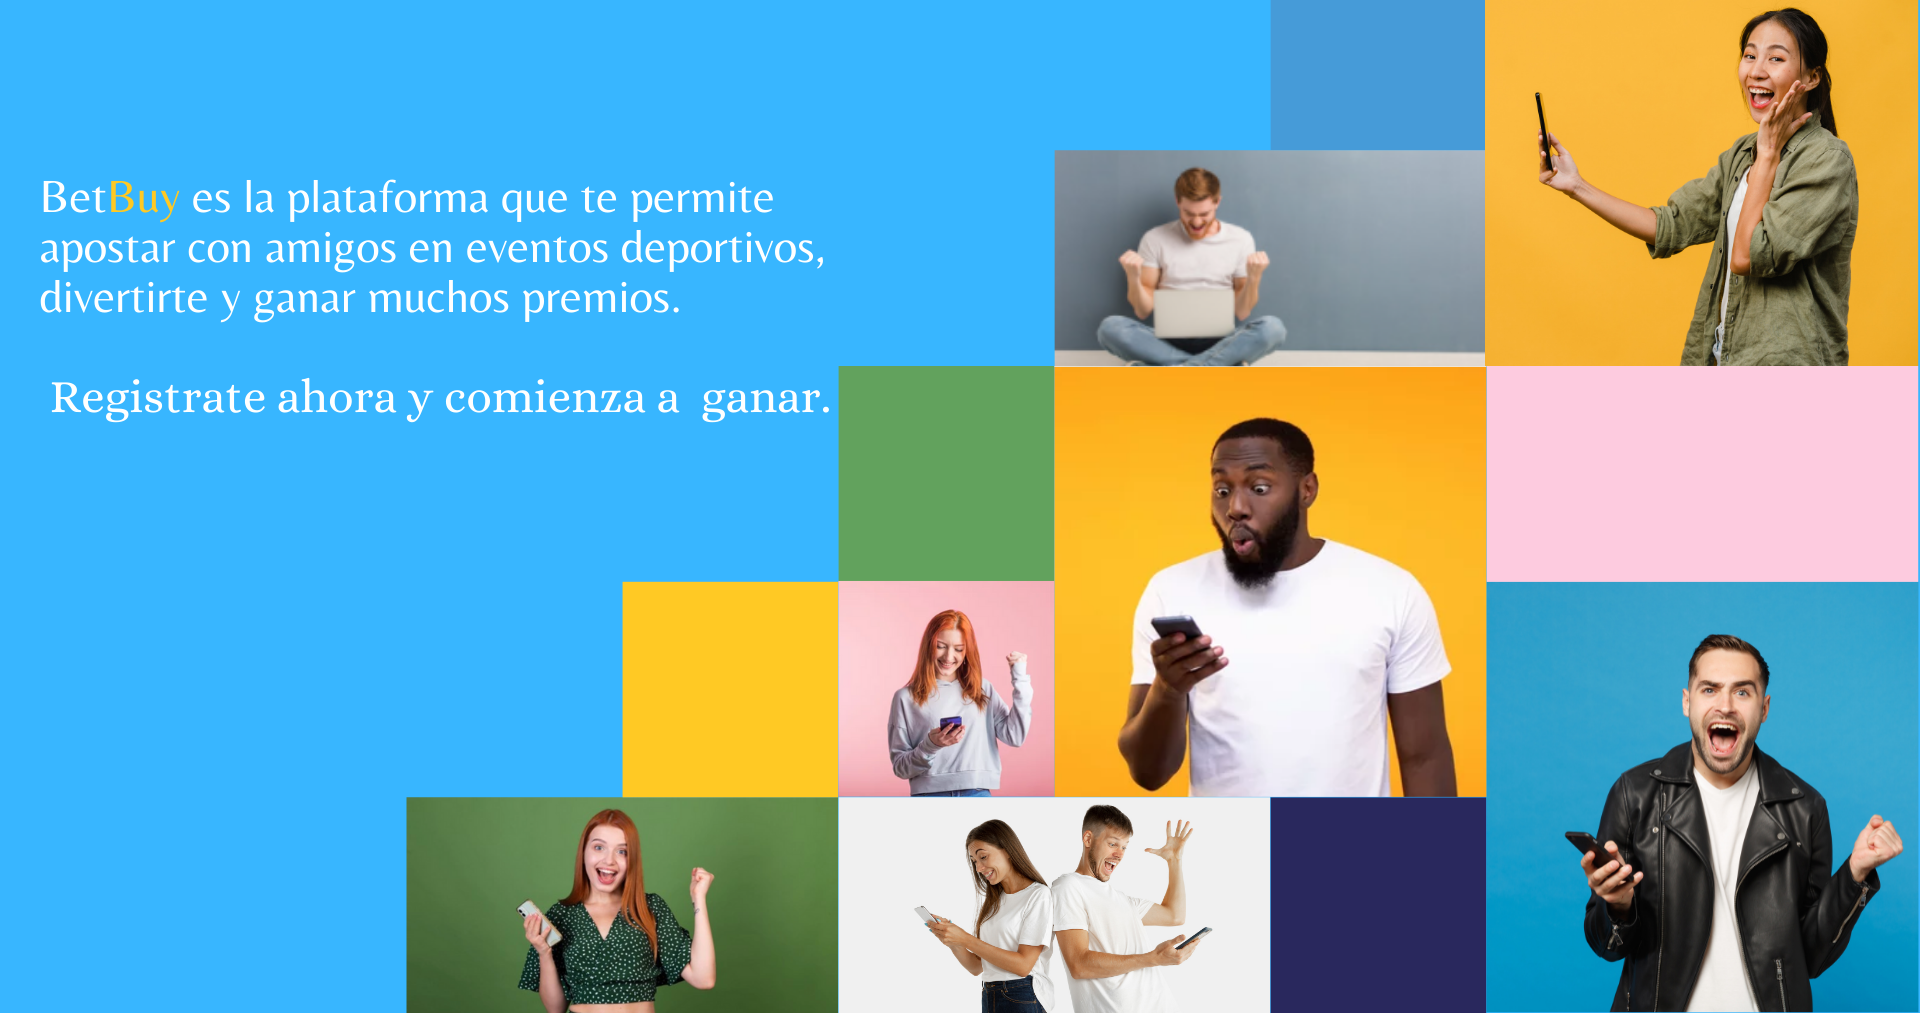 BetBuy es la plataforma que te permite
apostar con amigos en eventos deportivos,
divertirte y ganar muchos premios.
Registrate ahora y comienza a ganar.